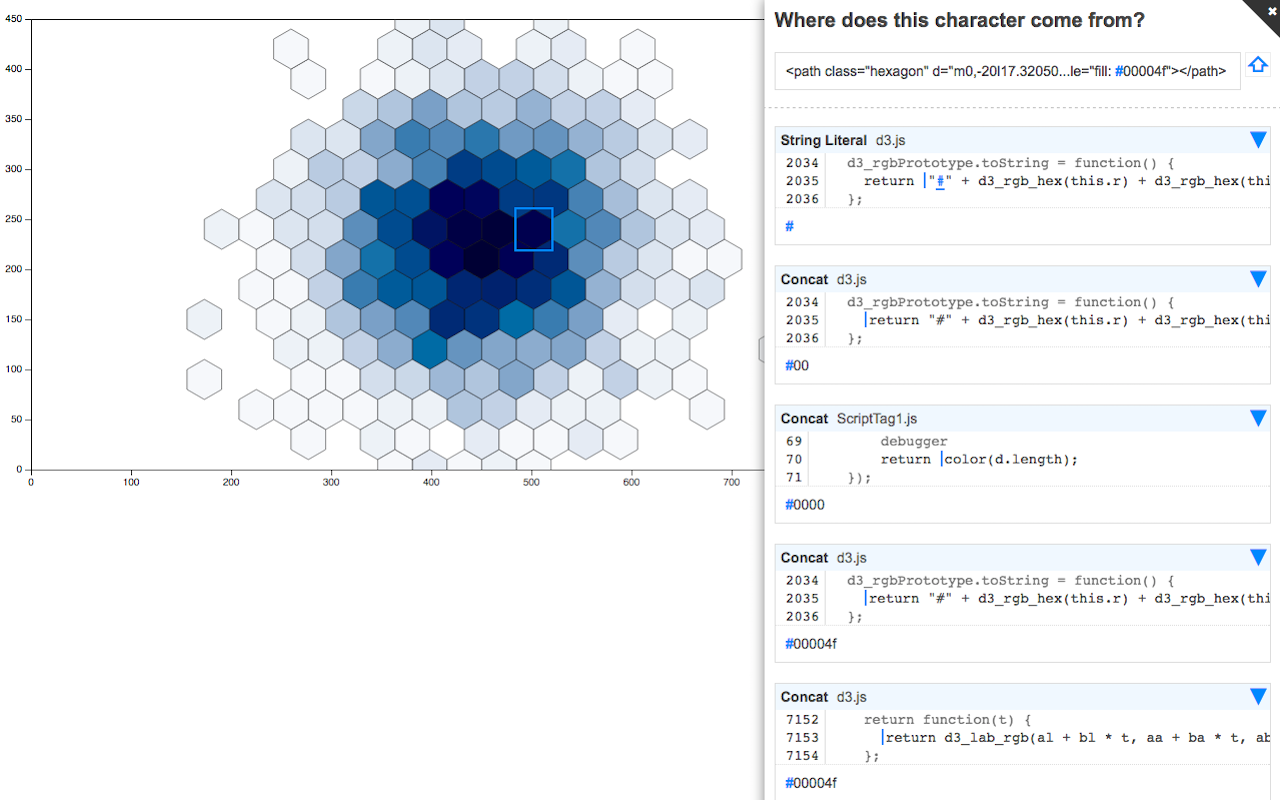 450
400
350
300
250
200
150
100
50
0
0 100 200 300 400 500 600 700
Where does this character come from?
<path class="hexagon" d="m0,-20l17.32050...le="fill: #00004f"></path>
String Literal d3.js
2034 d3_rgbPrototype.toString = function() {
2035 return "#" + d3_rgb_hex(this.r) + d3_rgb_hex(thi
2036 };
#
Concat d3.js
2034 d3_rgbPrototype.toString = function() {
2035 return "#" + d3_rgb_hex(this.r) + d3_rgb_hex(thi
2036 };
#00
Concat ScriptTag1.js
69 debugger
70 return color(d.length);
71 });
#0000
Concat d3.js
2034 d3_rgbPrototype.toString = function() {
2035 return "#" + d3_rgb_hex(this.r) + d3_rgb_hex(thi
2036 };
#00004f
Concat d3.js
7152 return function(t) {
7153 return d3_lab_rgb(al + bl * t, aa + ba * t, ab
7154 };
#00004f